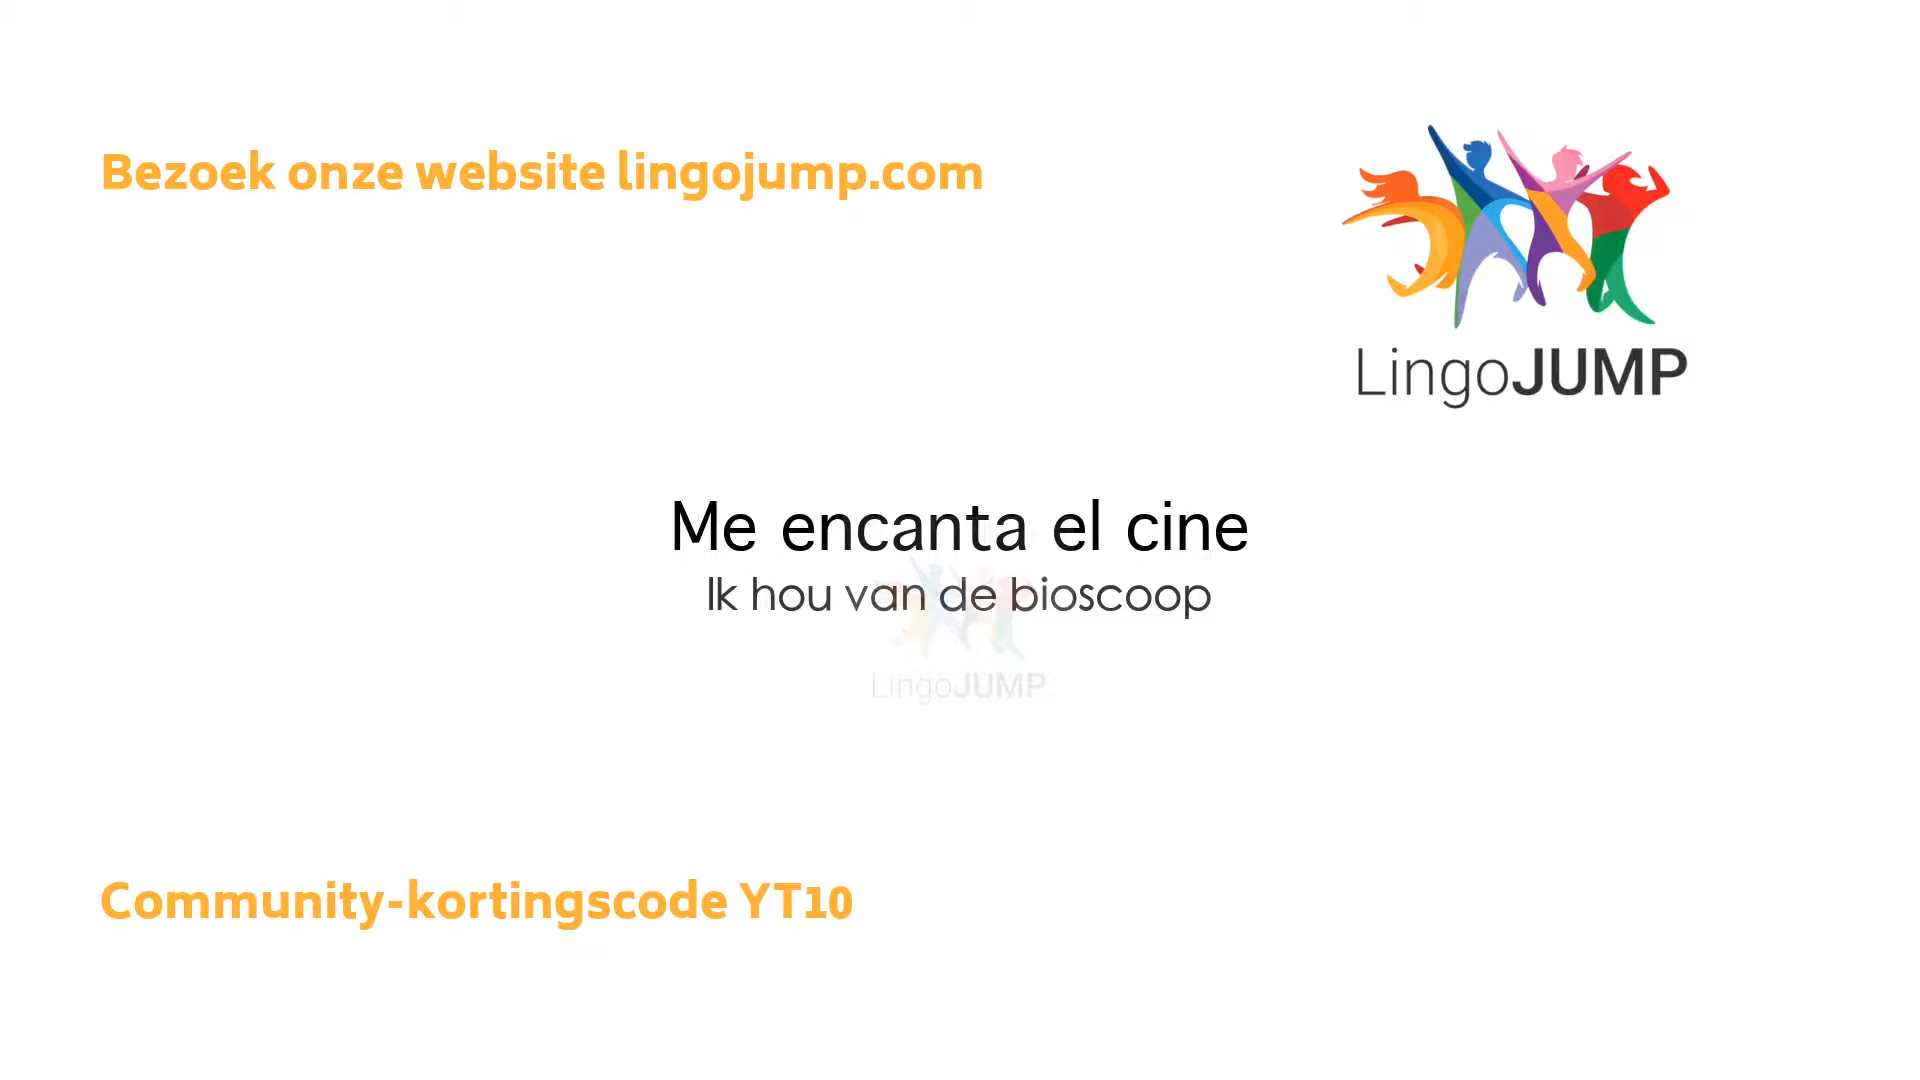 Bezoek onze website lingojump.com
LingoJUMP
Me encanta el cine
Ik hou van de bioscoop
LingoJUMP
Community-kortingscode YT10